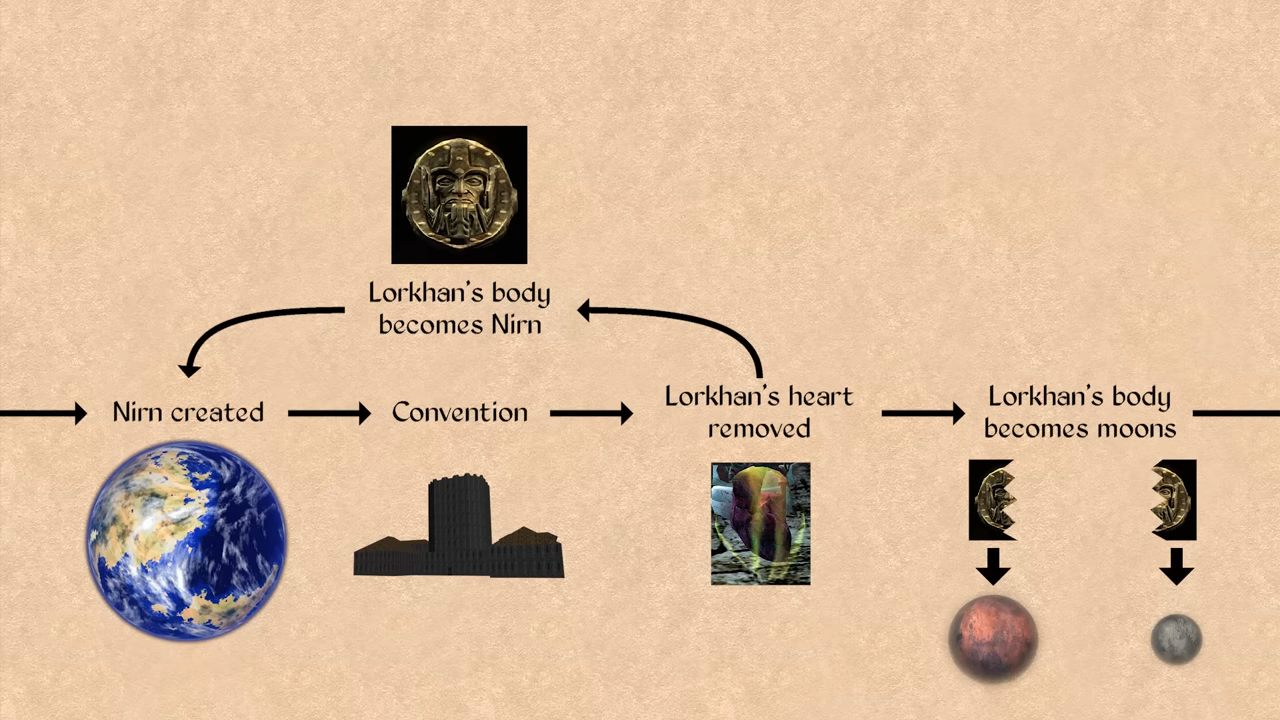 Lorkhan's body
becomes Nirn
Nirn created
Convention
Lorkhan's heart
removed
Lorkhan's body
becomes moons